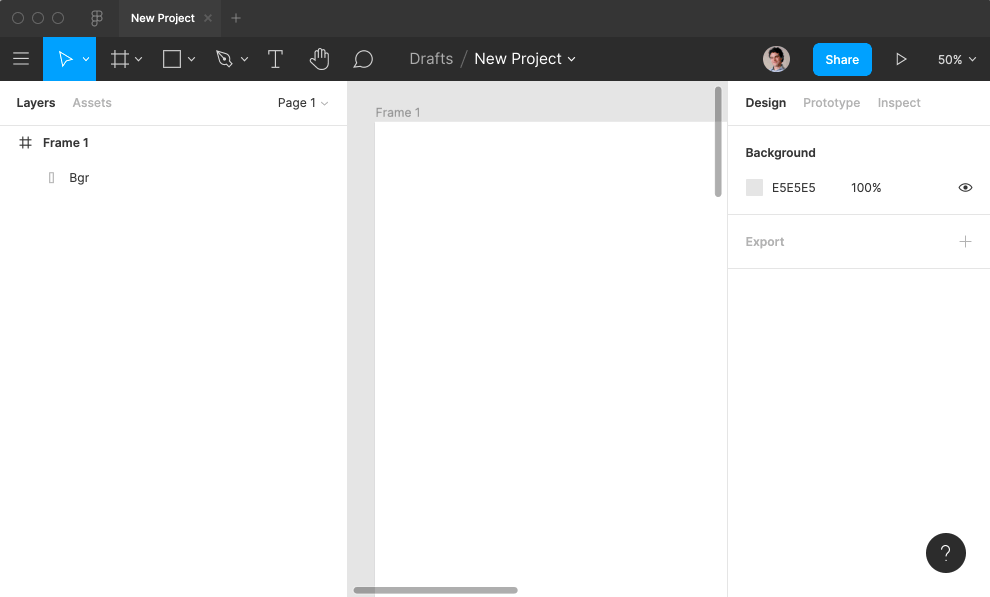 New Project
Drafts / New Project
Share
50%
Layers
Assets
Page 1
Frame 1
Bgr
Frame 1
Design
Prototype
Inspect
Background
E5E5E5
100%
Export
?